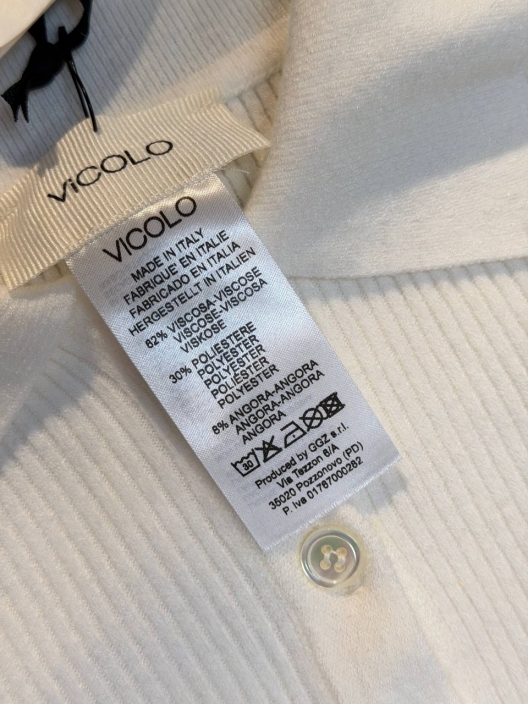 ViCOLO
VICOLO
MADE IN ITALY
FABRIQUE' EN ITALIE
FABRICADO EN ITALIA
HERGESTELLT IN ITALIEN
62% VISCOSA-VISCOSE
VISCOSE-VISCOSA
VISKOSE
30% POLIESTERE
POLYESTER
POLYESTER
POLIÉSTER
POLYESTER
8% ANGORA-ANGORA
ANGORA-ANGORA
ANGORA
30
Produced by GGZ s.r.l.
Via Tezzon 8/A
35020 Pozzonovo (PD)
P. Iva 01767000282